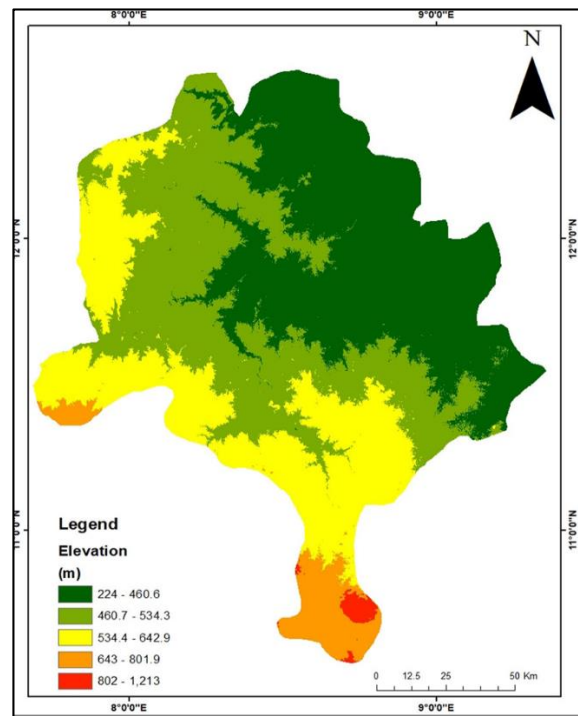 8°0'0"E 9°0'0"E
N
12°0'0"N 12°0'0"N
11°0'0"N 11°0'0"N
Legend
Elevation
(m)
224 - 460.6
460.7 - 534.3
534.4 - 642.9
643 - 801.9
802 - 1,213
0 12.5 25 50 Km
8°0'0"E 9°0'0"E